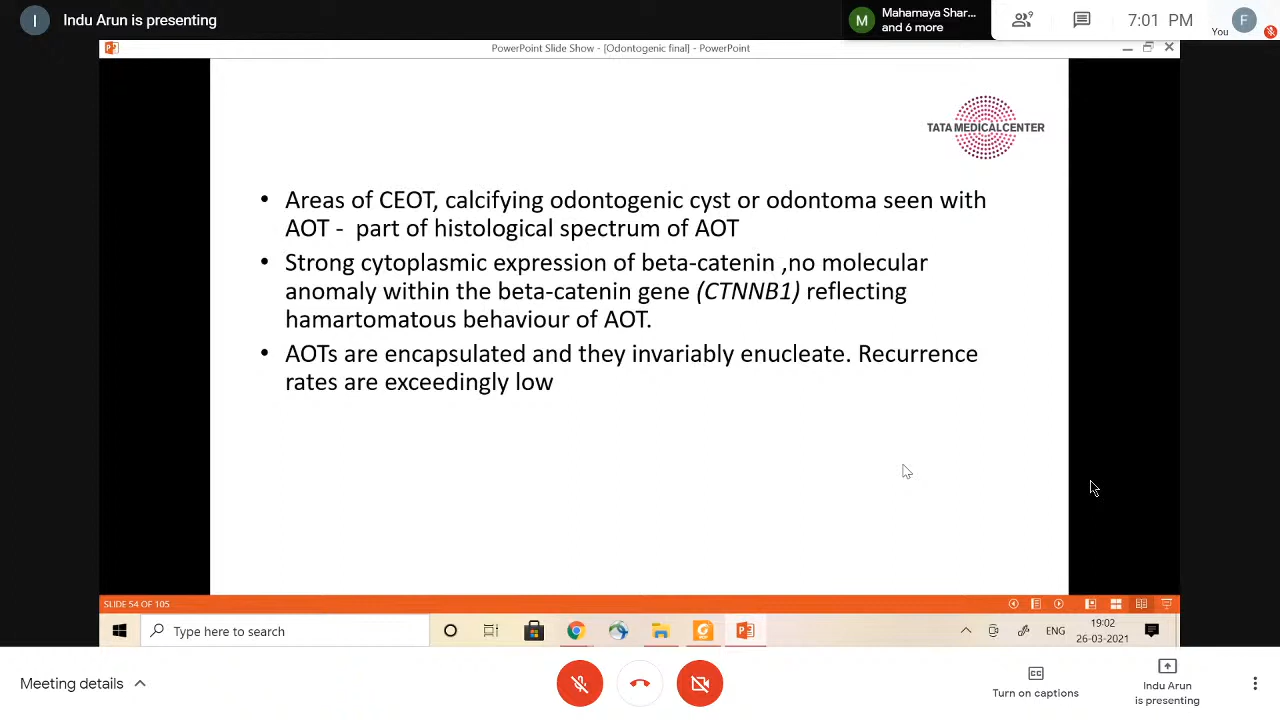 I
Indu Arun is presenting
M
Mahamaya Shar...
and 6 more
9
7:01 PM
You
F
PowerPoint Slide Show - [Odontogenic final] - PowerPoint
TATA MEDICAL CENTER
• Areas of CEOT, calcifying odontogenic cyst or odontoma seen with
AOT - part of histological spectrum of AOT
• Strong cytoplasmic expression of beta-catenin ,no molecular
anomaly within the beta-catenin gene (CTNNB1) reflecting
hamartomatous behaviour of AOT.
• AOTs are encapsulated and they invariably enucleate. Recurrence
rates are exceedingly low
SLIDE 54 OF 105
Type here to search
ENG
19:02
26-03-2021
Meeting details
CC
Turn on captions
Indu Arun
is presenting